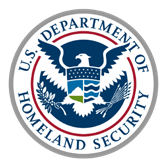 U.S. DEPARTMENT OF
HOMELAND SECURITY